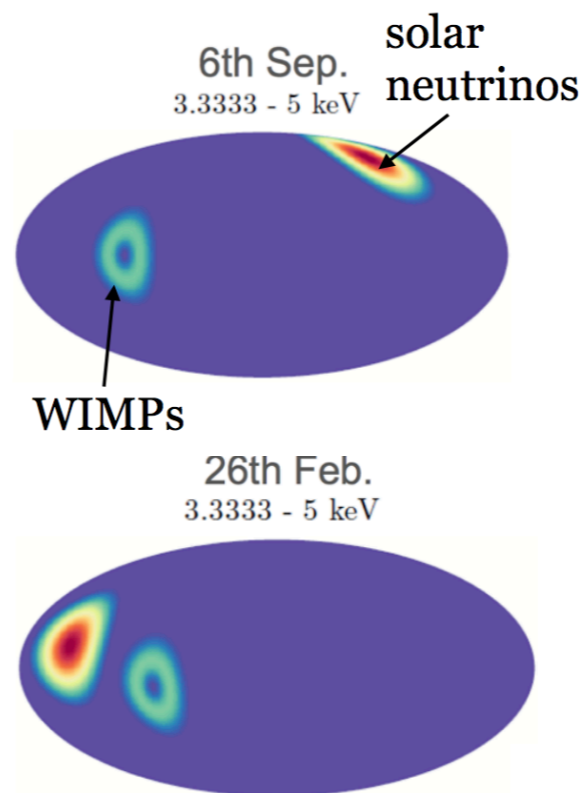 solar
neutrinos
6th Sep.
3.3333 - 5 keV
WIMPs
26th Feb.
3.3333 - 5 keV